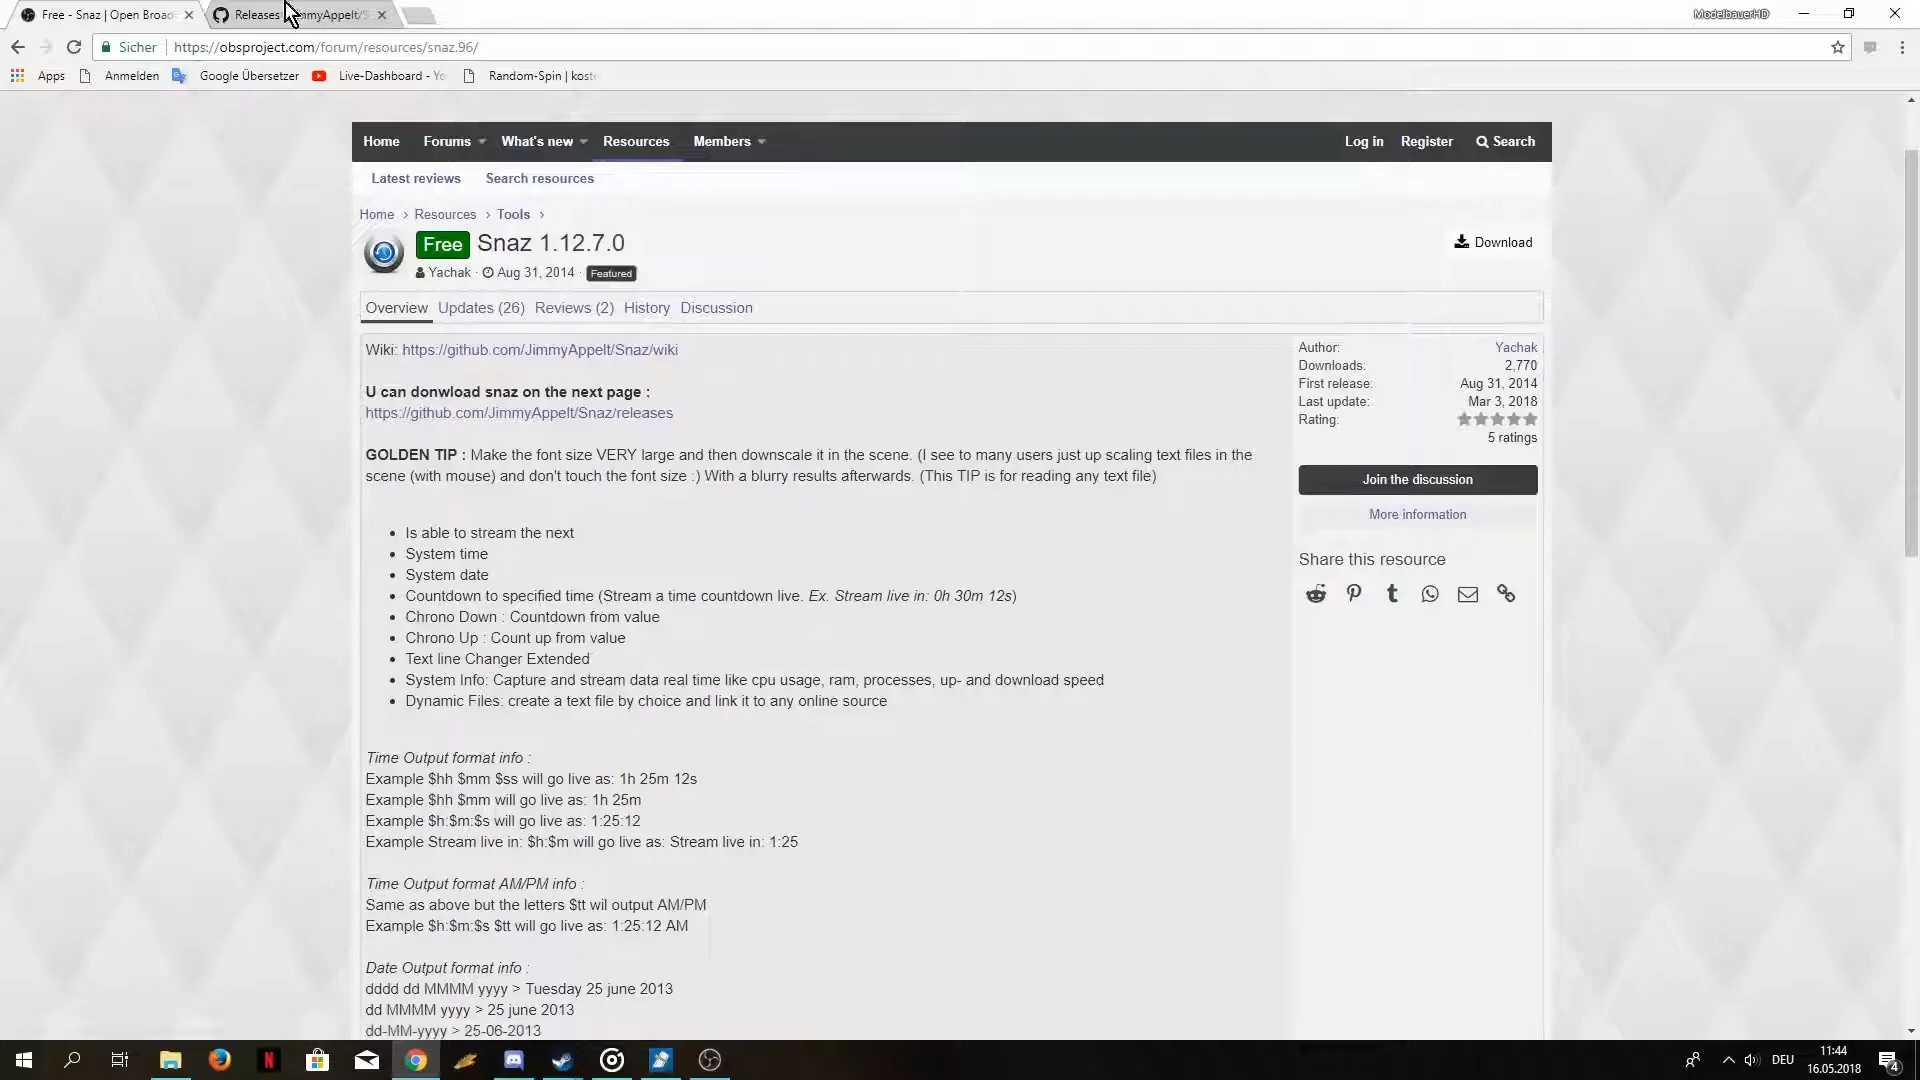 Free - Snaz | Open Broad
Releases
mmyAppelt/S
ModelbauerHD
Sicher
https://obsproject.com/forum/resources/snaz.96/
Apps
Anmelden
Google Übersetzer
Live-Dashboard - Yo
Random-Spin | kost
Home
Forums
What's new
Resources
Members
Log in
Register
Search
Latest reviews
Search resources
Home › Resources › Tools ›
Free Snaz 1.12.7.0
Download
Yachak · Aug 31, 2014 · Featured
Overview
Updates (26)
Reviews (2)
History
Discussion
Wiki: https://github.com/JimmyAppelt/Snaz/wiki
U can donwload snaz on the next page :
https://github.com/JimmyAppelt/Snaz/releases
GOLDEN TIP : Make the font size VERY large and then downscale it in the scene. (I see to many users just up scaling text files in the
scene (with mouse) and don't touch the font size :) With a blurry results afterwards. (This TIP is for reading any text file)
• Is able to stream the next
• System time
• System date
• Countdown to specified time (Stream a time countdown live. Ex. Stream live in: 0h 30m 12s)
• Chrono Down : Countdown from value
• Chrono Up : Count up from value
• Text line Changer Extended
• System Info: Capture and stream data real time like cpu usage, ram, processes, up- and download speed
• Dynamic Files: create a text file by choice and link it to any online source
Time Output format info :
Example $hh $mm $ss will go live as: 1h 25m 12s
Example $hh $mm will go live as: 1h 25m
Example $h:$m:$s will go live as: 1:25:12
Example Stream live in: $h:$m will go live as: Stream live in: 1:25
Time Output format AM/PM info :
Same as above but the letters $tt wil output AM/PM
Example $h:$m:$s $tt will go live as: 1:25:12 AM
Date Output format info :
dddd dd MMMM yyyy > Tuesday 25 june 2013
dd MMMM yyyy > 25 june 2013
dd-MM-yyyy > 25-06-2013
Author: Yachak
Downloads: 2,770
First release: Aug 31, 2014
Last update: Mar 3, 2018
Rating:
5 ratings
Join the discussion
More information
Share this resource
DEU
11:44
16.05.2018
4